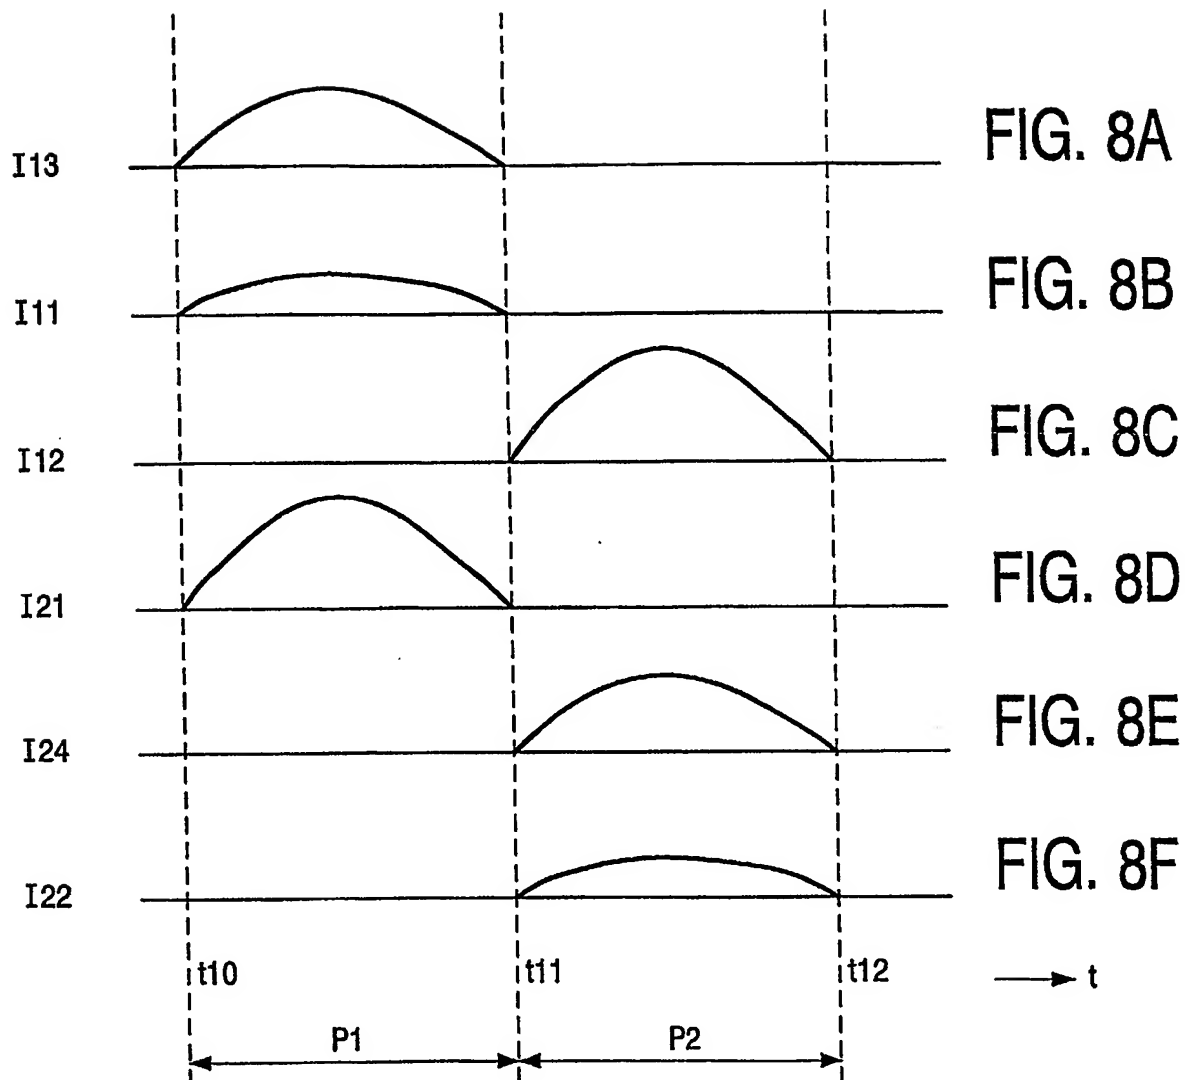 I13 FIG. 8A
I11 FIG. 8B
I12 FIG. 8C
I21 FIG. 8D
I24 FIG. 8E
I22 FIG. 8F
t10 t11 t12 t
P1 P2